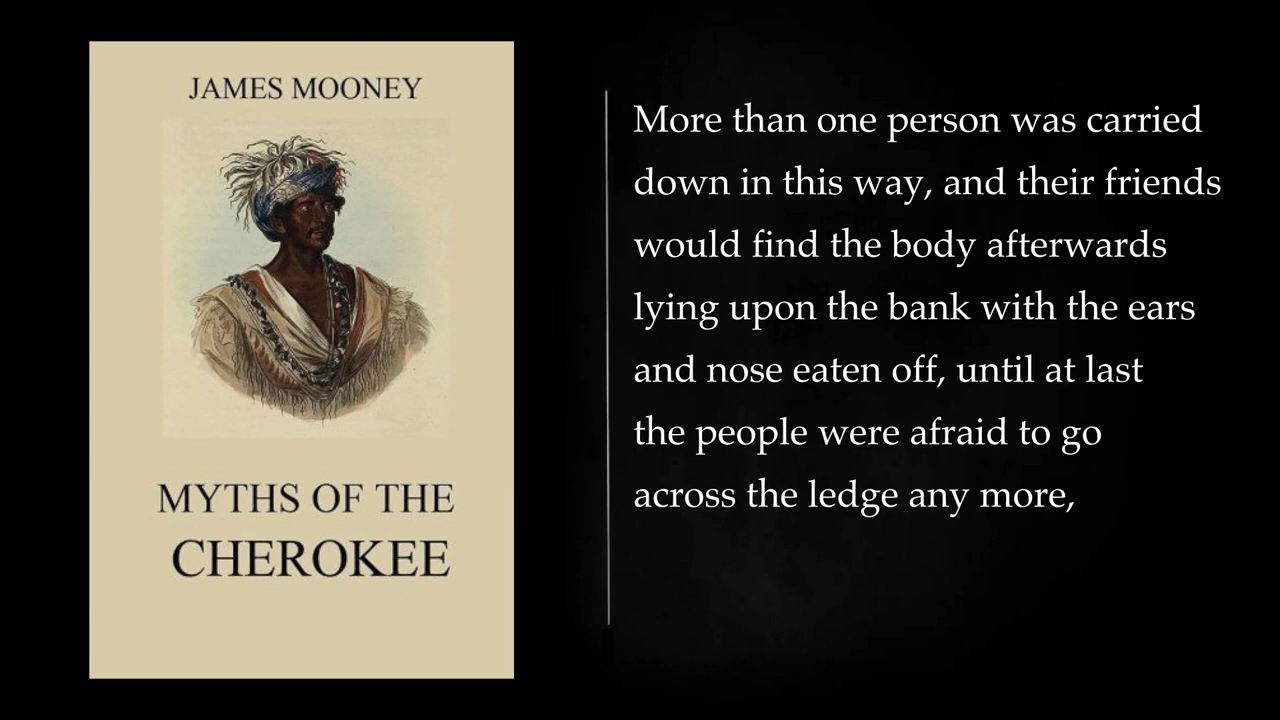 JAMES MOONEY
MYTHS OF THE
CHEROKEE
More than one person was carried
down in this way, and their friends
would find the body afterwards
lying upon the bank with the ears
and nose eaten off, until at last
the people were afraid to go
across the ledge any more,